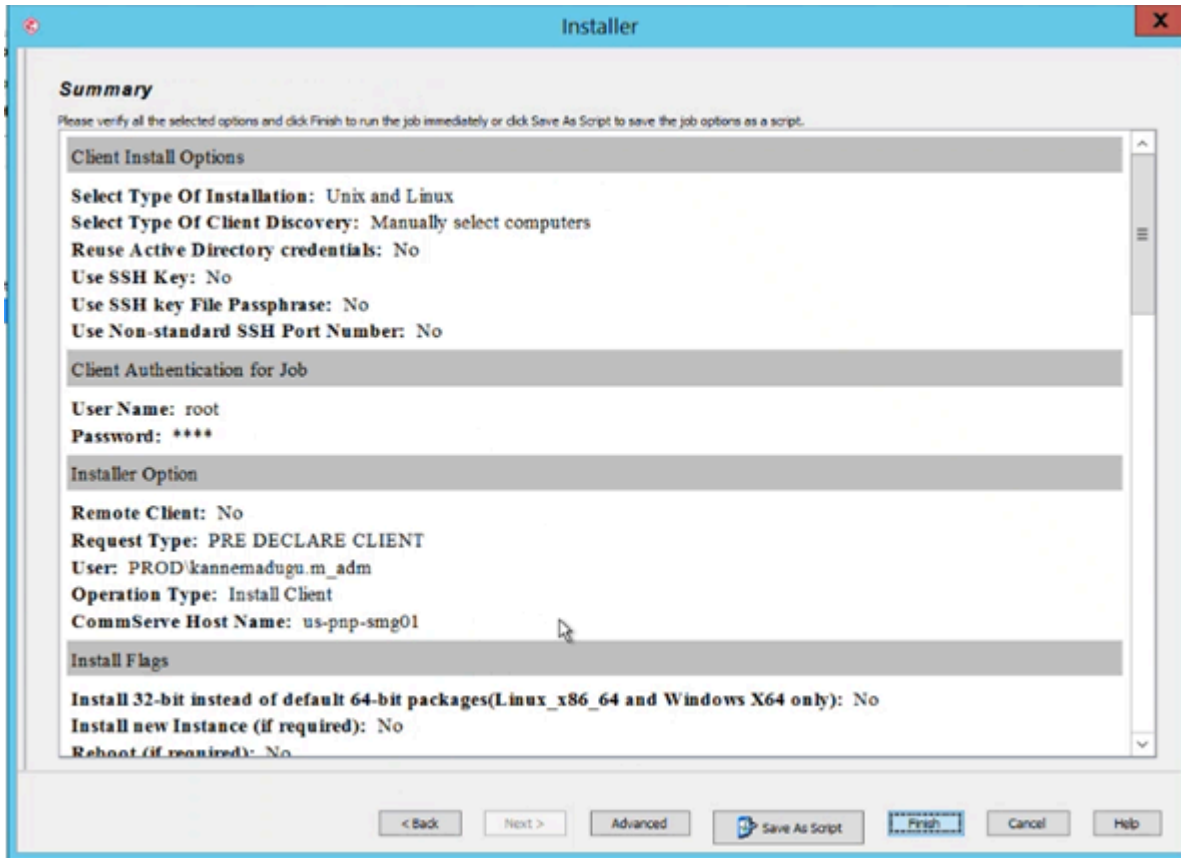 Installer
X
Summary
Please verify all the selected options and click Finish to run the job immediately or click Save As Script to save the job options as a script.
Client Install Options
Select Type Of Installation: Unix and Linux
Select Type Of Client Discovery: Manually select computers
Reuse Active Directory credentials: No
Use SSH Key: No
Use SSH key File Passphrase: No
Use Non-standard SSH Port Number: No
Client Authentication for Job
User Name: root
Password: ****
Installer Option
Remote Client: No
Request Type: PRE DECLARE CLIENT
User: PROD\kannemadugu.m_adm
Operation Type: Install Client
CommServe Host Name: us-pnp-smg01
Install Flags
Install 32-bit instead of default 64-bit packages(Linux_x86_64 and Windows X64 only): No
Install new Instance (if required): No
Reboot (if required): No
< Back Next > Advanced Save As Script Finish Cancel Help